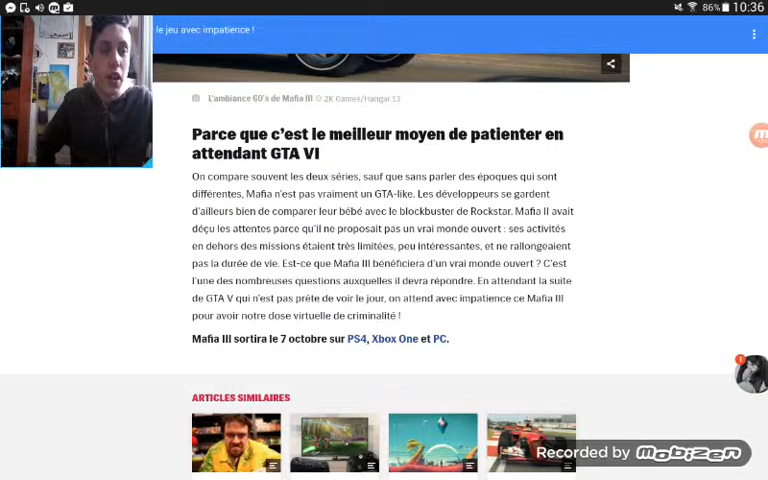 86% 10:36
le jeu avec impatience !
L'ambiance 60's de Mafia III © 2K Games/Hangar 13
Parce que c'est le meilleur moyen de patienter en
attendant GTA VI
On compare souvent les deux séries, sauf que sans parler des époques qui sont
différentes, Mafia n'est pas vraiment un GTA-like. Les développeurs se gardent
d'ailleurs bien de comparer leur bébé avec le blockbuster de Rockstar. Mafia II avait
déçu les attentes parce qu'il ne proposait pas un vrai monde ouvert : ses activités
en dehors des missions étaient très limitées, peu intéressantes, et ne rallongeaient
pas la durée de vie. Est-ce que Mafia III bénéficiera d'un vrai monde ouvert ? C'est
l'une des nombreuses questions auxquelles il devra répondre. En attendant la suite
de GTA V qui n'est pas prête de voir le jour, on attend avec impatience ce Mafia III
pour avoir notre dose virtuelle de criminalité !
Mafia III sortira le 7 octobre sur PS4, Xbox One et PC.
1
ARTICLES SIMILAIRES
Recorded by mobizen